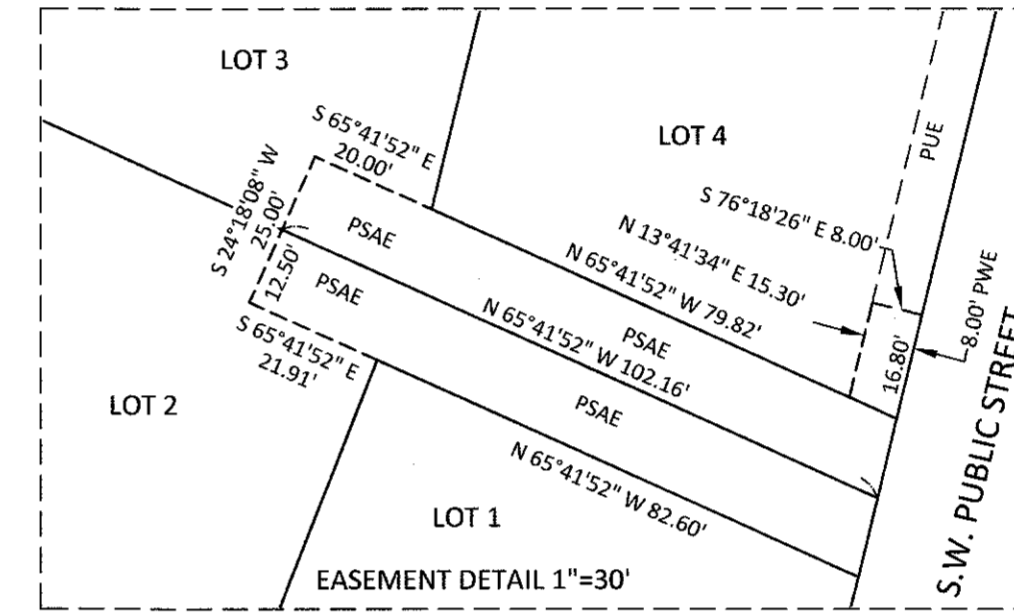 LOT 3
S 65°41'52" E
20.00'
LOT 4
PUE
S 76°18'26" E 8.00'
S 24°18'08" W
25.00'
12.50'
PSAE
N 13°41'34" E 15.30'
N 65°41'52" W 79.82'
PSAE
PSAE
N 65°41'52" W 102.16'
16.80'
8.00' PWE
S 65°41'52" E
21.91'
PSAE
LOT 2
N 65°41'52" W 82.60'
LOT 1
S.W. PUBLIC STREET
EASEMENT DETAIL 1"=30'